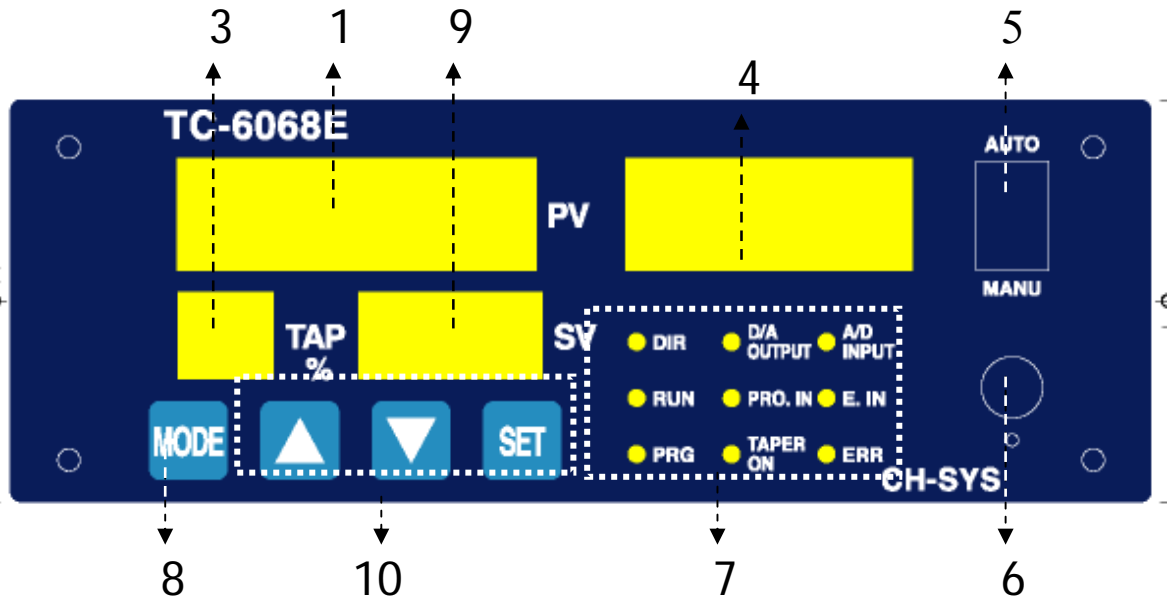 3 1 9 5
4
TC-6068E
AUTO
PV
MANU
TAP
%
SV
DIR
D/A
OUTPUT
A/D
INPUT
RUN
PRO. IN
E. IN
PRG
TAPER
ON
ERR
MODE
SET
CH-SYS
8 10 7 6